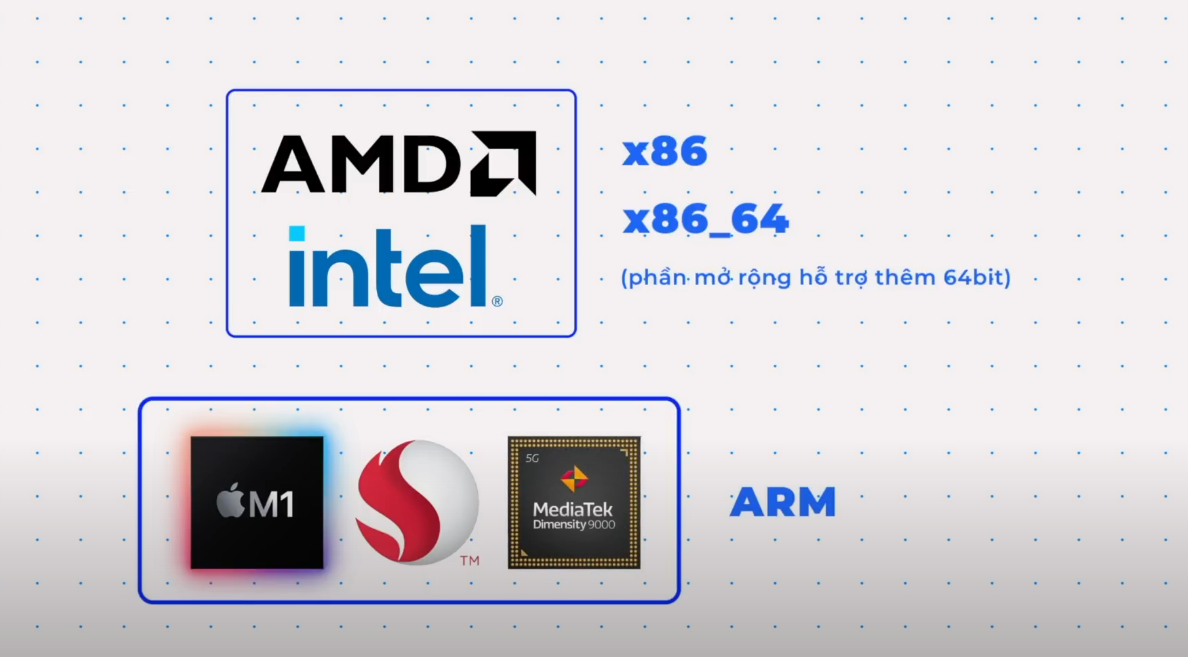 AMD
x86
x86_64
intel®
(phần mở rộng hỗ trợ thêm 64bit)
M1
TM
5G
MediaTek
Dimensity 9000
ARM